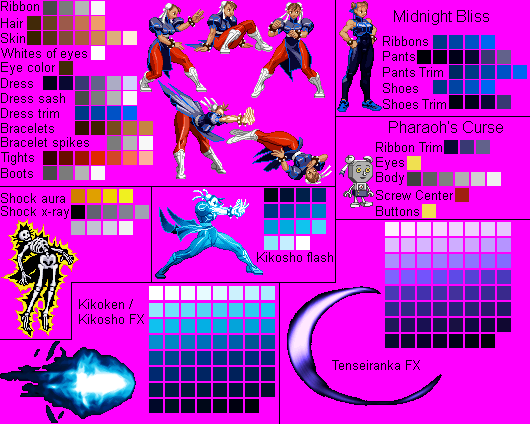 Ribbon
Hair
Skin
Whites of eyes
Eye color
Dress
Dress sash
Dress trim
Bracelets
Bracelet spikes
Tights
Boots
Midnight Bliss
Ribbons
Pants
Pants Trim
Shoes
Shoes Trim
Pharaoh's Curse
Ribbon Trim
Eyes
Body
Screw Center
Buttons
Shock aura
Shock x-ray
Kikosho flash
Kikoken /
Kikosho FX
Tenseiranka FX